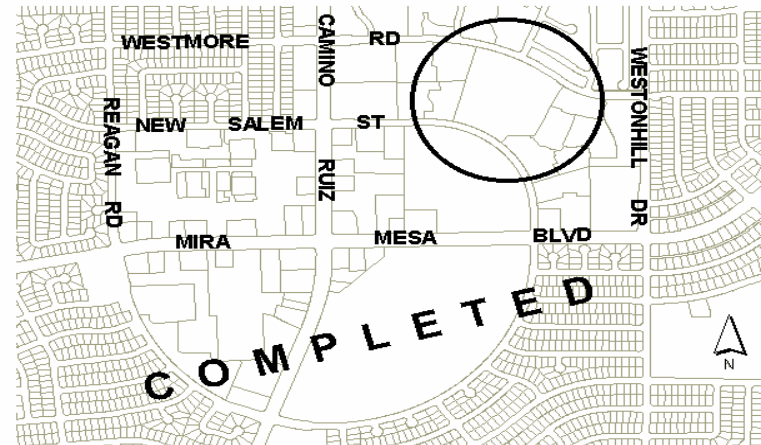 WESTMORE RD
CAMINO RUIZ
WESTONHILL DR
REAGAN RD
NEW SALEM ST
MIRA MESA BLVD
COMPLETED
N